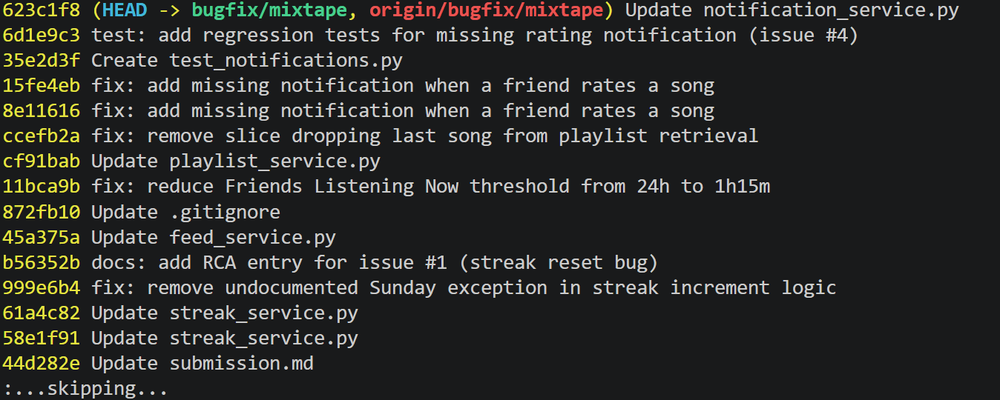 623c1f8 (HEAD -> bugfix/mixtape, origin/bugfix/mixtape) Update notification_service.py
6d1e9c3 test: add regression tests for missing rating notification (issue #4)
35e2d3f Create test_notifications.py
15fe4eb fix: add missing notification when a friend rates a song
8e11616 fix: add missing notification when a friend rates a song
ccefb2a fix: remove slice dropping last song from playlist retrieval
cf91bab Update playlist_service.py
11bca9b fix: reduce Friends Listening Now threshold from 24h to 1h15m
872fb10 Update .gitignore
45a375a Update feed_service.py
b56352b docs: add RCA entry for issue #1 (streak reset bug)
999e6b4 fix: remove undocumented Sunday exception in streak increment logic
61a4c82 Update streak_service.py
58e1f91 Update streak_service.py
44d282e Update submission.md
:...skipping...